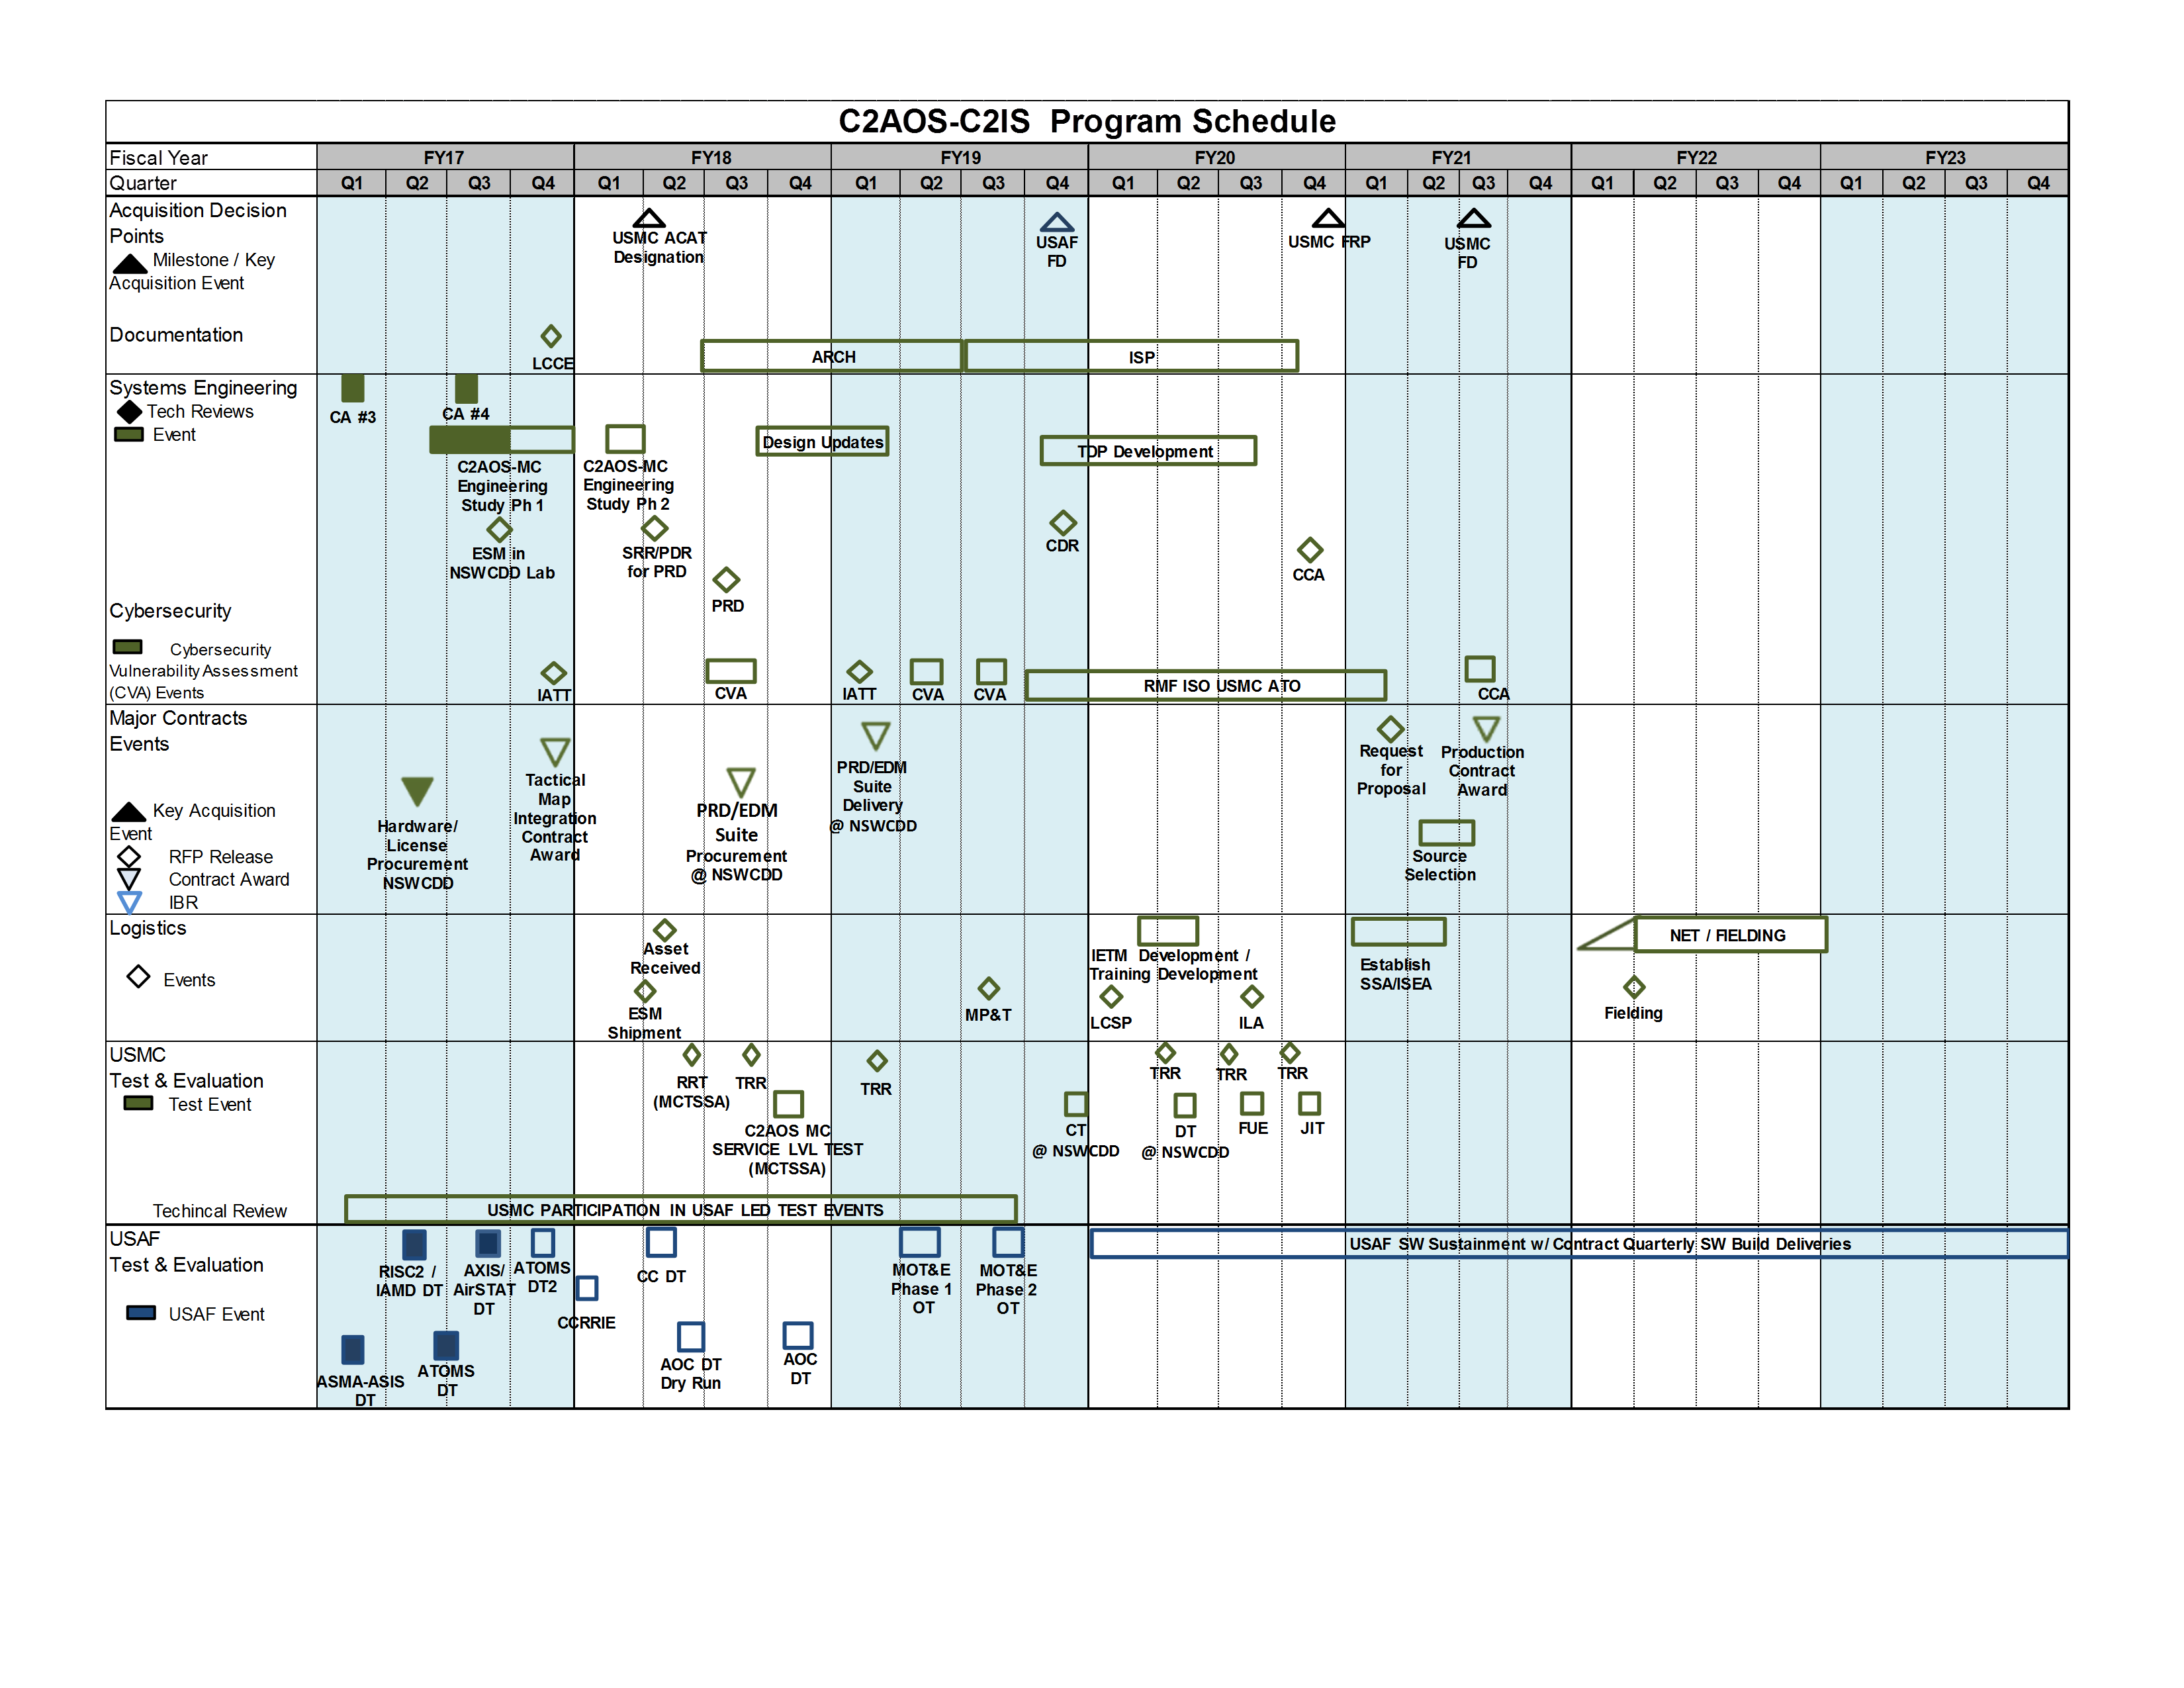 C2AOS-C2IS Program Schedule
Fiscal Year FY17 FY18 FY19 FY20 FY21 FY22 FY23
Quarter Q1 Q2 Q3 Q4 Q1 Q2 Q3 Q4 Q1 Q2 Q3 Q4 Q1 Q2 Q3 Q4 Q1 Q2 Q3 Q4 Q1 Q2 Q3 Q4 Q1 Q2 Q3 Q4
Acquisition Decision
Points
Milestone / Key
Acquisition Event
USMC ACAT
Designation
USAF
FD
USMC FRP
USMC
FD
Documentation
LCCE
ARCH
ISP
Systems Engineering
Tech Reviews
Event
CA #3
CA #4
C2AOS-MC
Engineering
Study Ph 1
C2AOS-MC
Engineering
Study Ph 2
Design Updates
TDP Development
ESM in
NSWCDD Lab
SRR/PDR
for PRD
PRD
CDR
CCA
Cybersecurity
Cybersecurity
Vulnerability Assessment
(CVA) Events
IATT
CVA
IATT
CVA
CVA
RMF ISO USMC ATO
CCA
Major Contracts
Events
Key Acquisition
Event
RFP Release
Contract Award
IBR
Hardware/
License
Procurement
NSWCDD
Tactical
Map
Integration
Contract
Award
PRD/EDM
Suite
Procurement
@ NSWCDD
PRD/EDM
Suite
Delivery
@ NSWCDD
Request
for
Proposal
Production
Contract
Award
Source
Selection
Logistics
Events
Asset
Received
ESM
Shipment
MP&T
IETM Development /
Training Development
LCSP
ILA
Establish
SSA/ISEA
NET / FIELDING
Fielding
USMC
Test & Evaluation
Test Event
RRT
(MCTSSA)
TRR
TRR
TRR
TRR
TRR
C2AOS MC
SERVICE LVL TEST
(MCTSSA)
CT
@ NSWCDD
DT
@ NSWCDD
FUE
JIT
Techincal Review
USMC PARTICIPATION IN USAF LED TEST EVENTS
USAF
Test & Evaluation
USAF Event
RISC2 /
IAMD DT
AXIS/
AirSTAT
DT
ATOMS
DT2
CCRRIE
CC DT
MOT&E
Phase 1
OT
MOT&E
Phase 2
OT
USAF SW Sustainment w/ Contract Quarterly SW Build Deliveries
ASMA-ASIS
DT
ATOMS
DT
AOC DT
Dry Run
AOC
DT